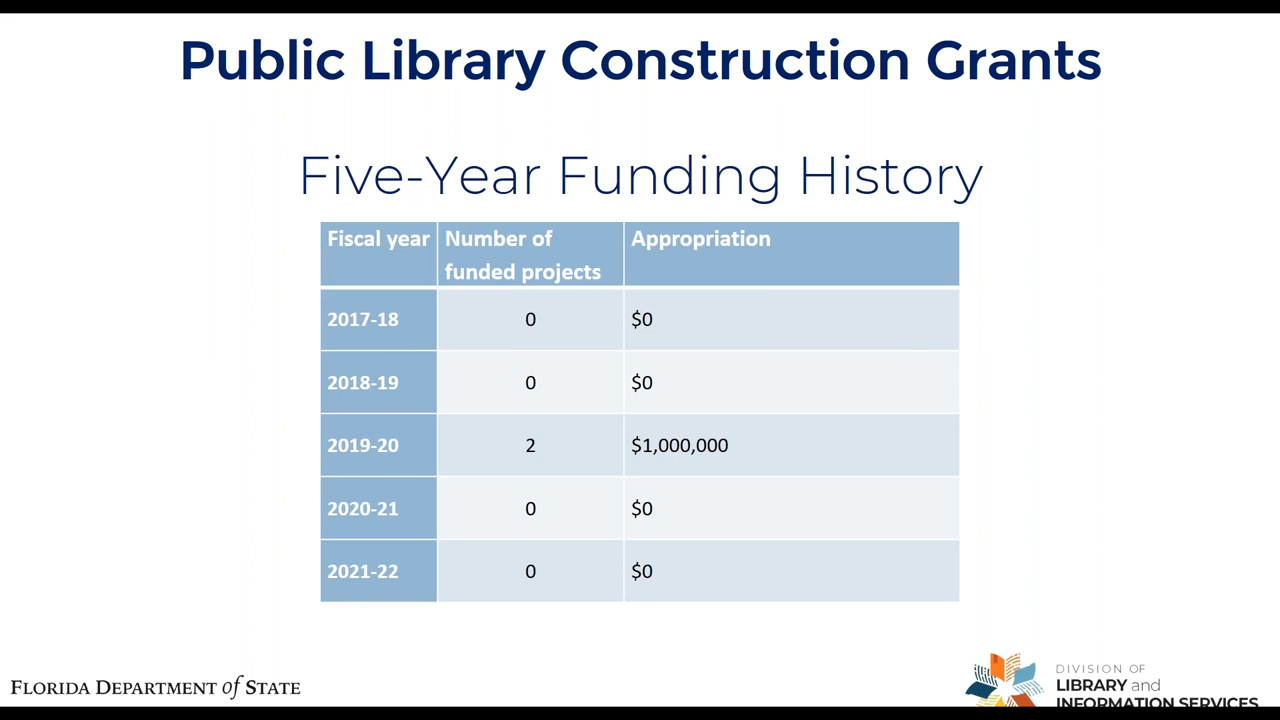 Public Library Construction Grants
Five-Year Funding History
Fiscal year Number of funded projects Appropriation
2017-18 0 $0
2018-19 0 $0
2019-20 2 $1,000,000
2020-21 0 $0
2021-22 0 $0
FLORIDA DEPARTMENT of STATE
DIVISION OF
LIBRARY and
INFORMATION SERVICES